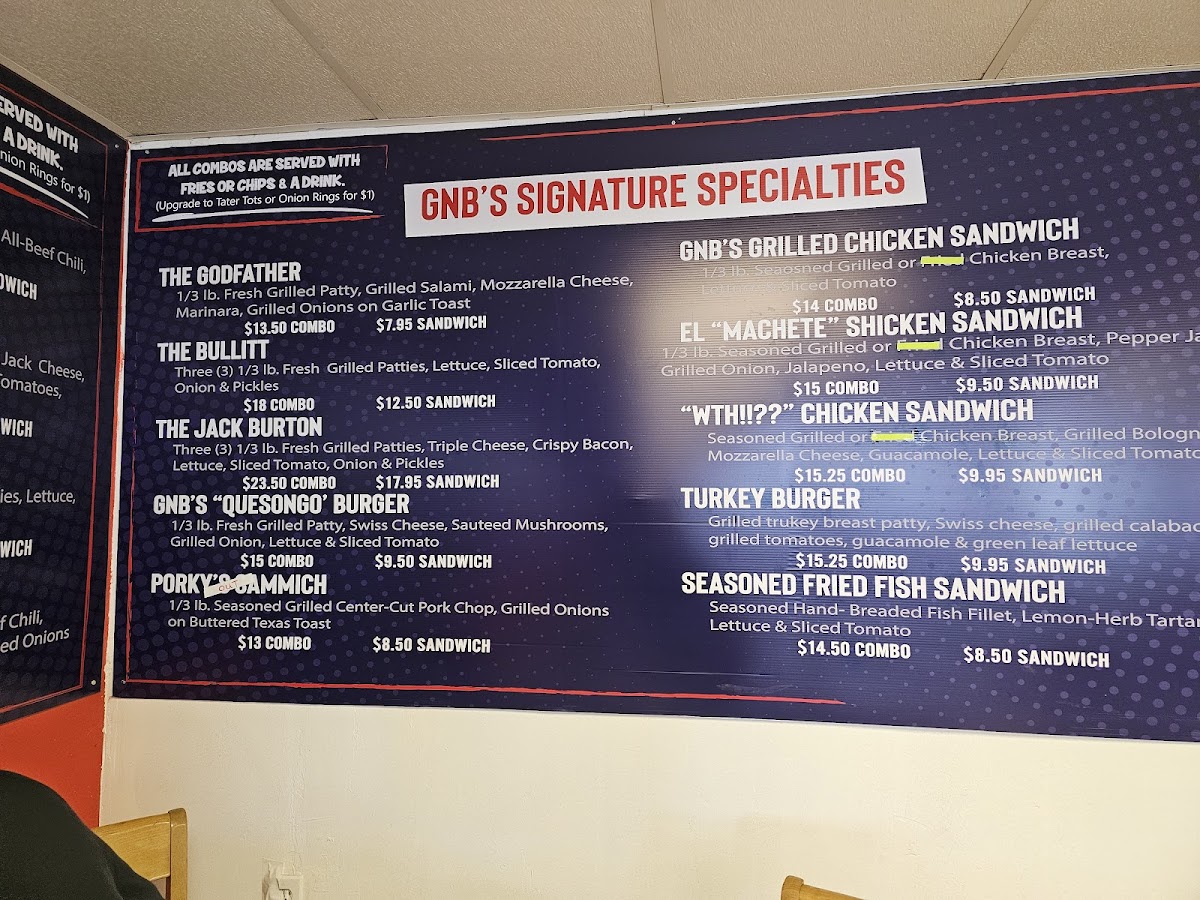 ERVED WITH
A DRINK.
nion Rings for $1)
All-Beef Chili,
DWICH
Jack Cheese,
Tomatoes,
WICH
ies, Lettuce,
WICH
f Chili,
ed Onions
ALL COMBOS ARE SERVED WITH
FRIES OR CHIPS & A DRINK.
(Upgrade to Tater Tots or Onion Rings for $1)
GNB'S SIGNATURE SPECIALTIES
THE GODFATHER
1/3 lb. Fresh Grilled Patty, Grilled Salami, Mozzarella Cheese,
Marinara, Grilled Onions on Garlic Toast
$13.50 COMBO $7.95 SANDWICH
THE BULLITT
Three (3) 1/3 lb. Fresh Grilled Patties, Lettuce, Sliced Tomato,
Onion & Pickles
$18 COMBO $12.50 SANDWICH
THE JACK BURTON
Three (3) 1/3 lb. Fresh Grilled Patties, Triple Cheese, Crispy Bacon,
Lettuce, Sliced Tomato, Onion & Pickles
$23.50 COMBO $17.95 SANDWICH
GNB'S "QUESONGO' BURGER
1/3 lb. Fresh Grilled Patty, Swiss Cheese, Sauteed Mushrooms,
Grilled Onion, Lettuce & Sliced Tomato
$15 COMBO $9.50 SANDWICH
PORKY'S SAMMICH
1/3 lb. Seasoned Grilled Center-Cut Pork Chop, Grilled Onions
on Buttered Texas Toast
$13 COMBO $8.50 SANDWICH
GNB'S GRILLED CHICKEN SANDWICH
1/3 lb. Seaosned Grilled or Chicken Breast,
Lettuce & Sliced Tomato
$14 COMBO $8.50 SANDWICH
EL "MACHETE" SHICKEN SANDWICH
1/3 lb. Seasoned Grilled or Chicken Breast, Pepper Ja
Grilled Onion, Jalapeno, Lettuce & Sliced Tomato
$15 COMBO $9.50 SANDWICH
"WTH!!??" CHICKEN SANDWICH
Seasoned Grilled or Chicken Breast, Grilled Bologn
Mozzarella Cheese, Guacamole, Lettuce & Sliced Tomato
$15.25 COMBO $9.95 SANDWICH
TURKEY BURGER
Grilled trukey breast patty, Swiss cheese, grilled calabac
grilled tomatoes, guacamole & green leaf lettuce
$15.25 COMBO $9.95 SANDWICH
SEASONED FRIED FISH SANDWICH
Seasoned Hand- Breaded Fish Fillet, Lemon-Herb Tartar
Lettuce & Sliced Tomato
$14.50 COMBO $8.50 SANDWICH